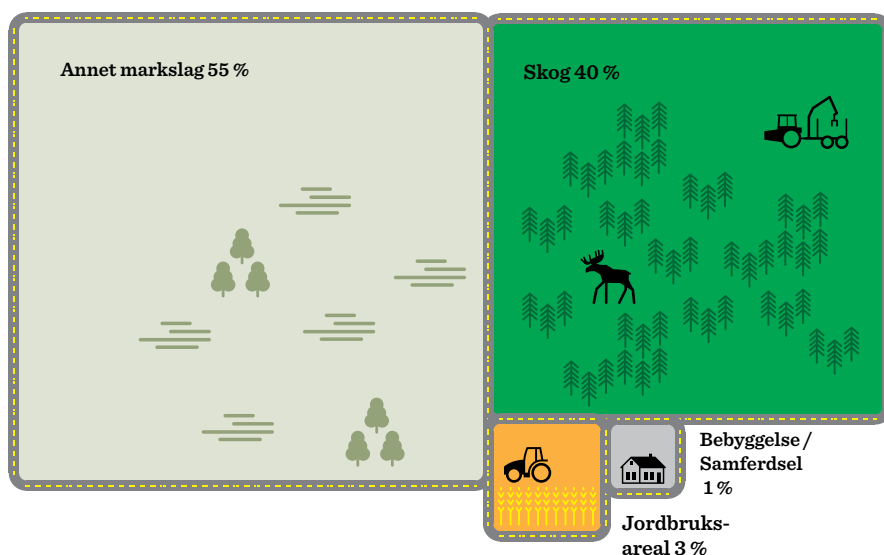 Annet markslag 55 %
Skog 40 %
Bebyggelse /
Samferdsel
1 %
Jordbruks-
areal 3 %